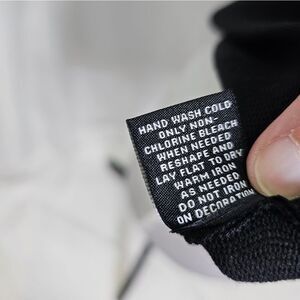 HAND WASH COLD
ONLY NON-
CHLORINE BLEACH
WHEN NEEDED
RESHAPE AND
LAY FLAT TO DRY
WARM IRON
AS NEEDED
DO NOT IRON
ON DECORATION